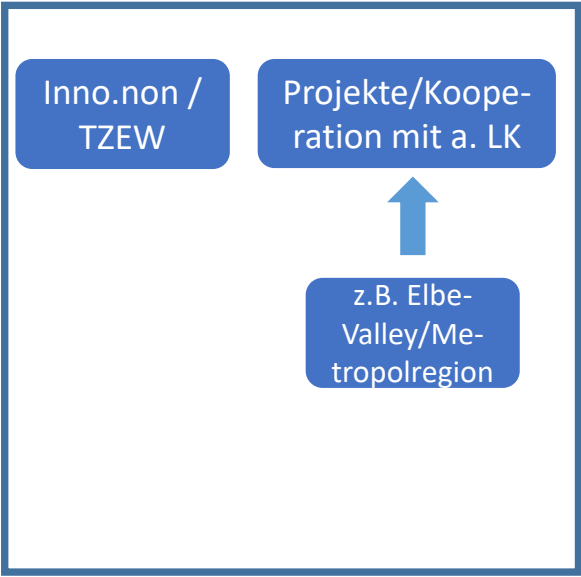 Inno.non /
TZEW
Projekte/Koope-
ration mit a. LK
z.B. Elbe-
Valley/Me-
tropolregion